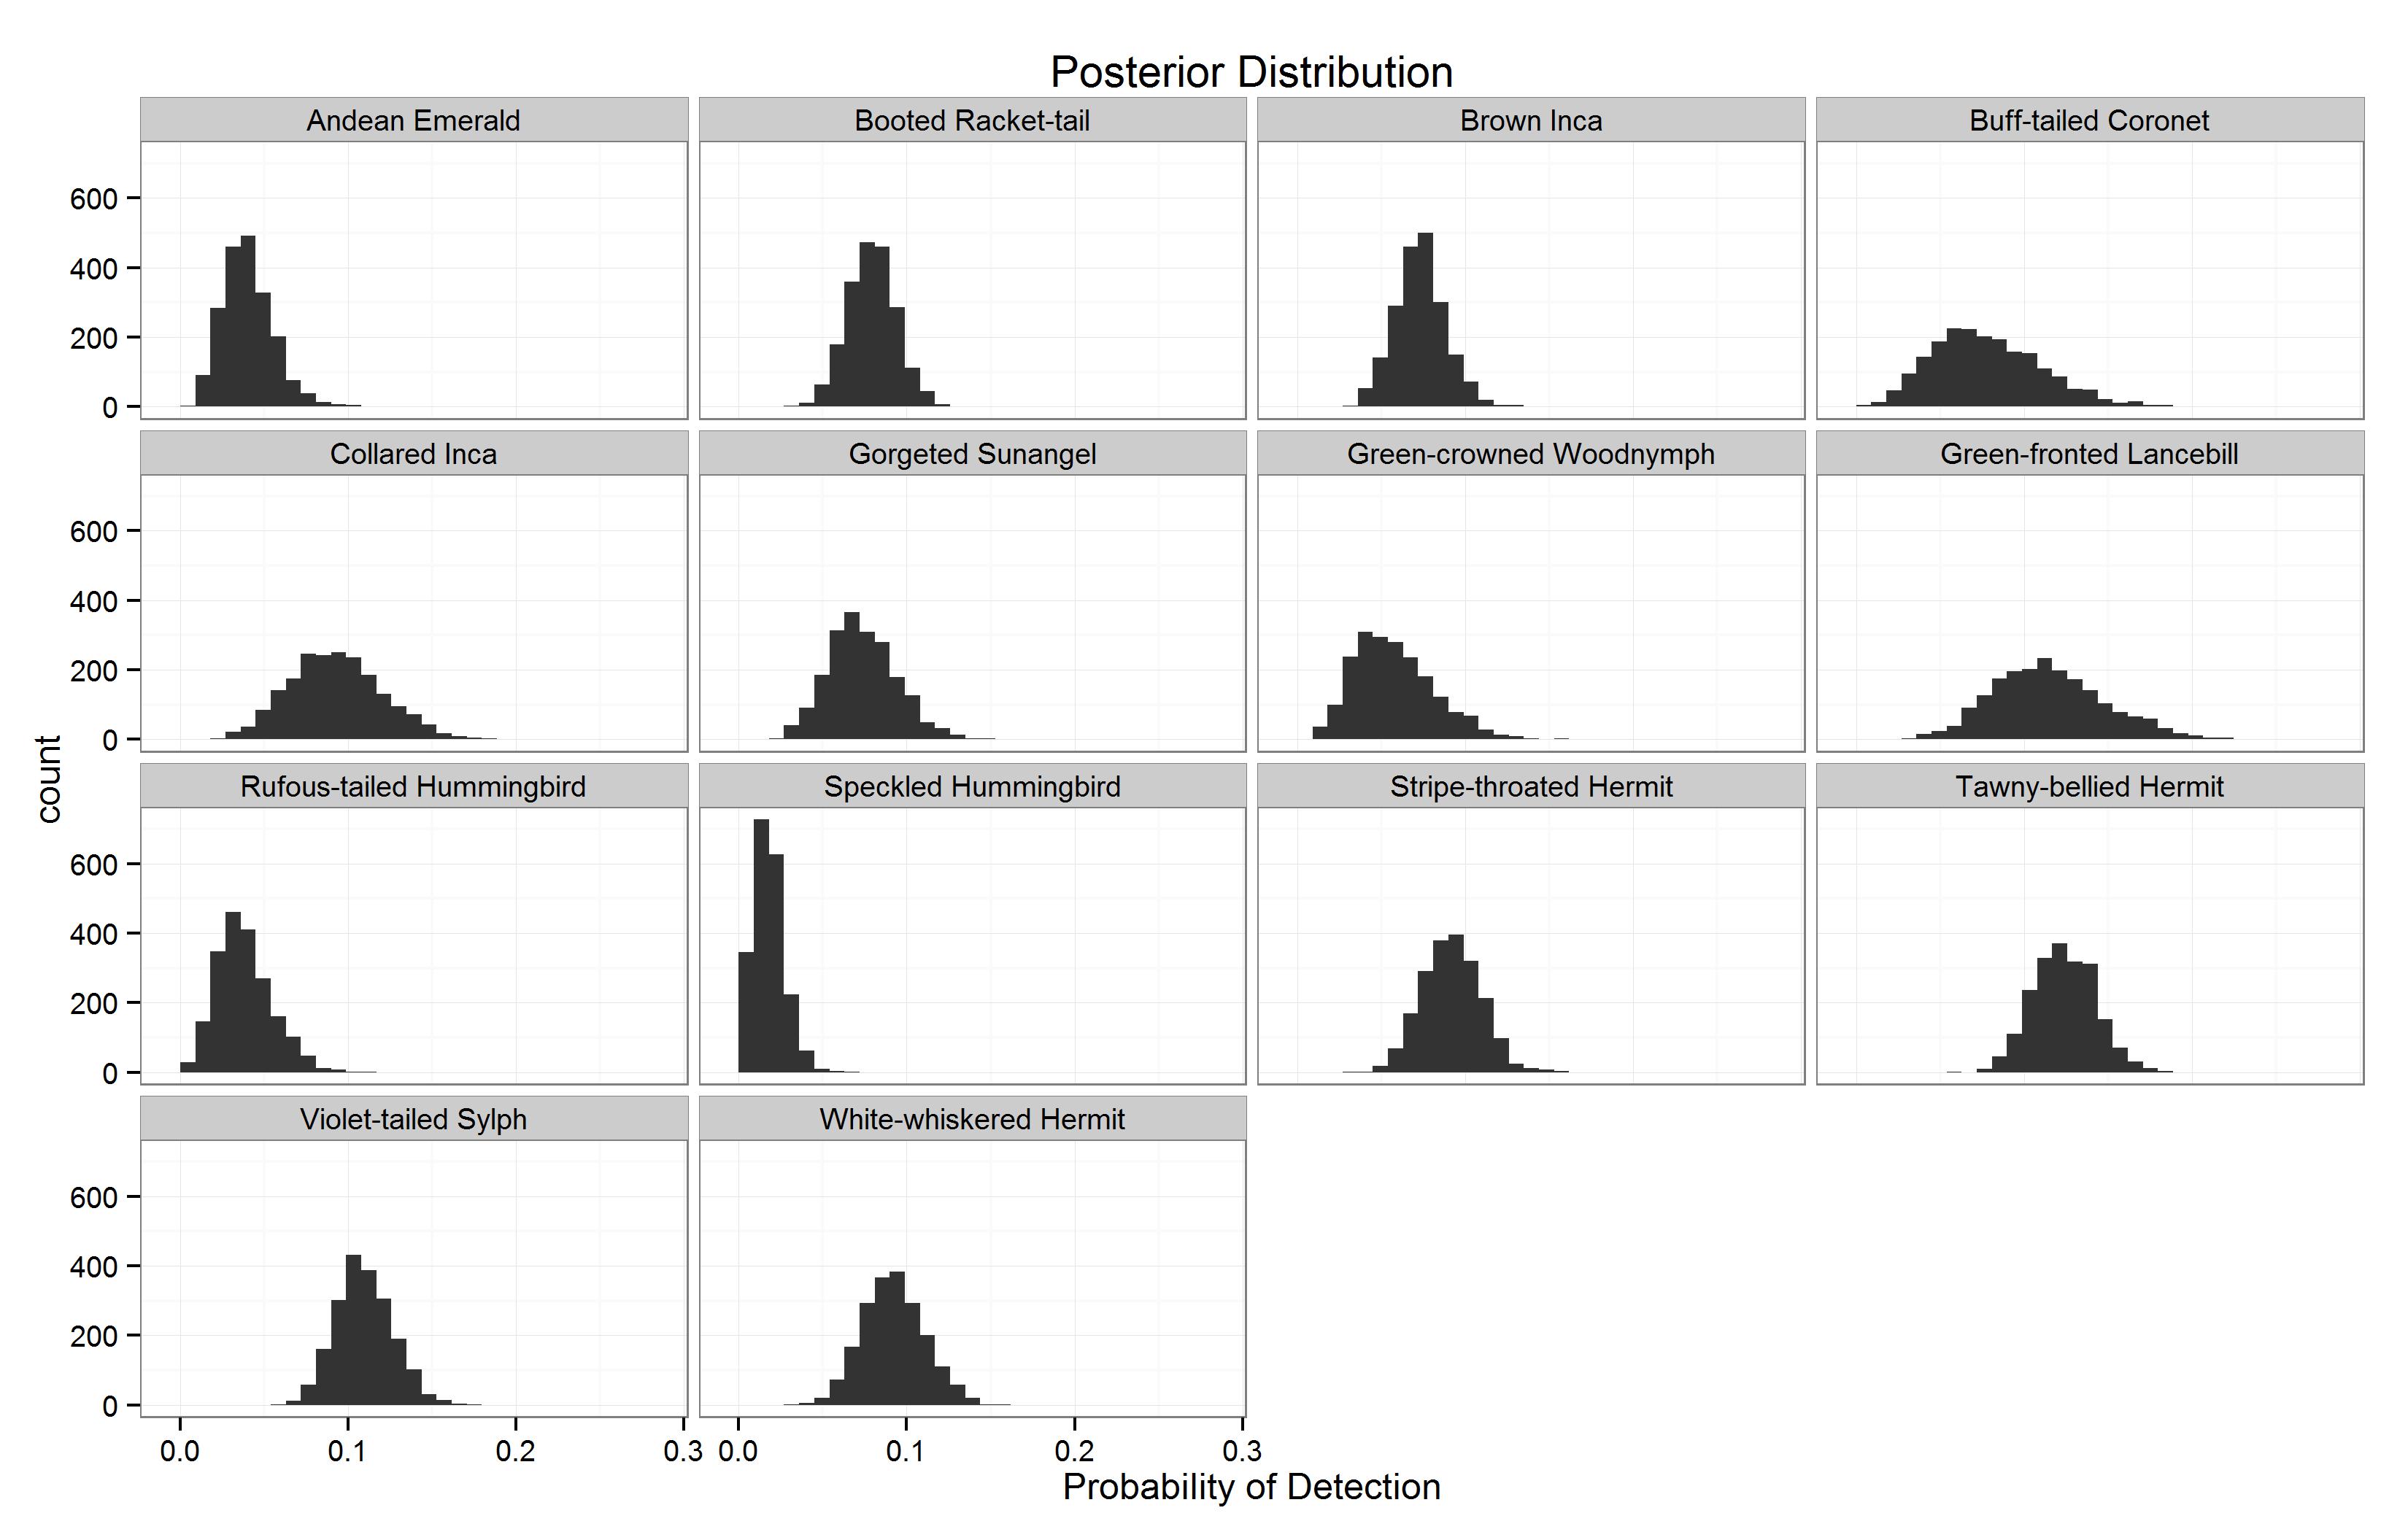 Posterior Distribution
Andean Emerald
Booted Racket-tail
Brown Inca
Buff-tailed Coronet
600
400
200
0
Collared Inca
Gorgeted Sunangel
Green-crowned Woodnymph
Green-fronted Lancebill
600
400
200
0
count
Rufous-tailed Hummingbird
Speckled Hummingbird
Stripe-throated Hermit
Tawny-bellied Hermit
600
400
200
0
Violet-tailed Sylph
White-whiskered Hermit
600
400
200
0
0.0 0.1 0.2 0.3 0.0 0.1 0.2 0.3
Probability of Detection